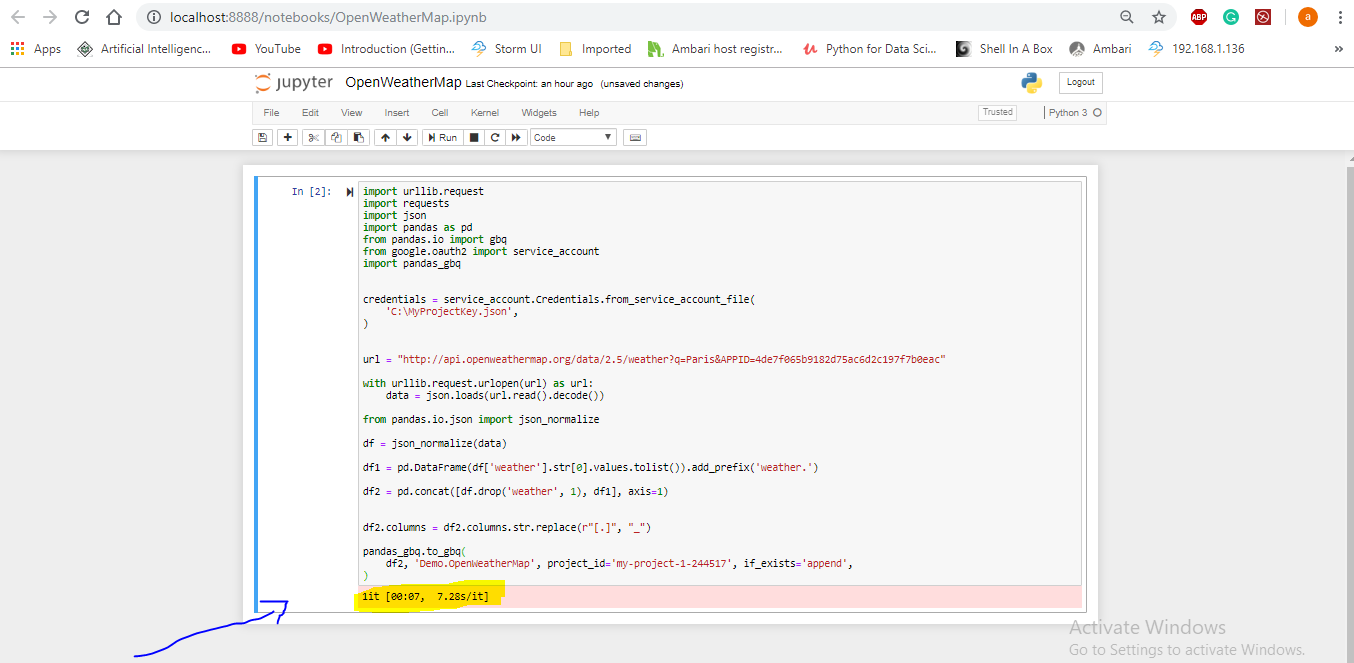 localhost:8888/notebooks/OpenWeatherMap.ipynb
ABP
a
Apps Artificial Intelligenc... YouTube Introduction (Gettin... Storm UI Imported Ambari host registr... Python for Data Sci... Shell In A Box Ambari 192.168.1.136 »
jupyter OpenWeatherMap Last Checkpoint: an hour ago (unsaved changes) Logout
File Edit View Insert Cell Kernel Widgets Help Trusted Python 3
Run Code
In [2]:
import urllib.request
import requests
import json
import pandas as pd
from pandas.io import gbq
from google.oauth2 import service_account
import pandas_gbq
credentials = service_account.Credentials.from_service_account_file(
'C:\MyProjectKey.json',
)
url = "http://api.openweathermap.org/data/2.5/weather?q=Paris&APPID=4de7f065b9182d75ac6d2c197f7b0eac"
with urllib.request.urlopen(url) as url:
data = json.loads(url.read().decode())
from pandas.io.json import json_normalize
df = json_normalize(data)
df1 = pd.DataFrame(df['weather'].str[0].values.tolist()).add_prefix('weather.')
df2 = pd.concat([df.drop('weather', 1), df1], axis=1)
df2.columns = df2.columns.str.replace(r"[.]", "_")
pandas_gbq.to_gbq(
df2, 'Demo.OpenWeatherMap', project_id='my-project-1-244517', if_exists='append',
)
1it [00:07, 7.28s/it]
Activate Windows
Go to Settings to activate Windows.